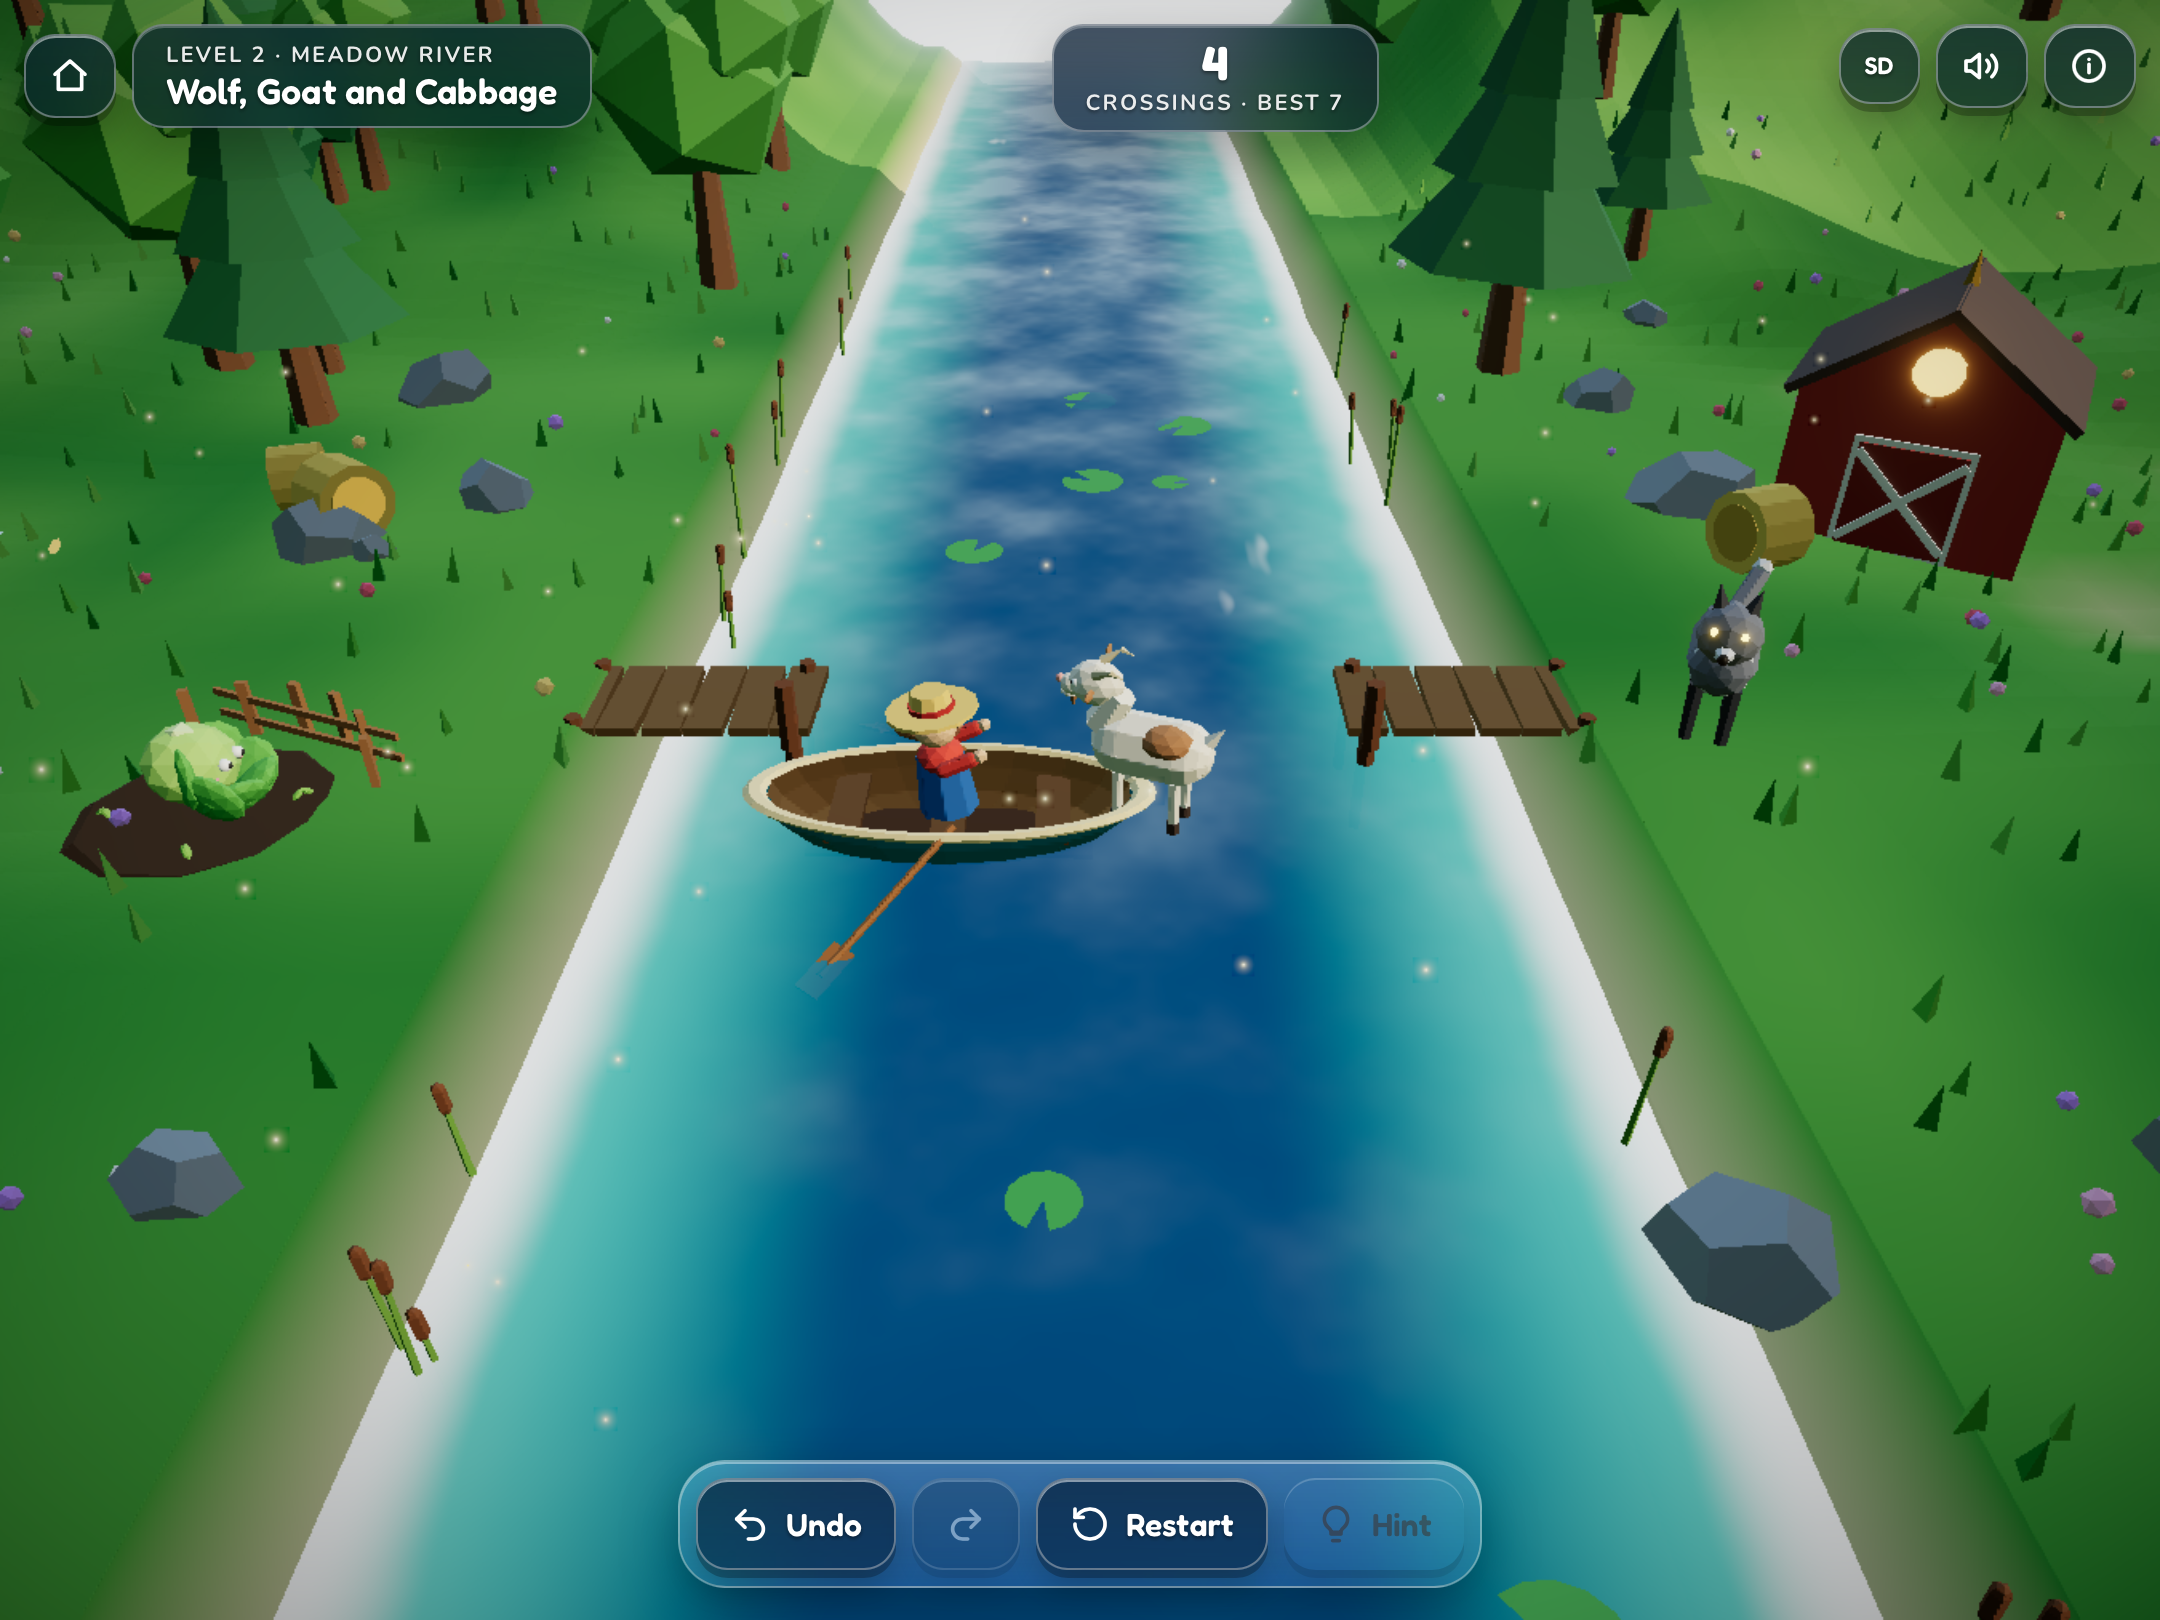 LEVEL 2 · MEADOW RIVER
Wolf, Goat and Cabbage
4
CROSSINGS · BEST 7
SD
Undo
Restart
Hint